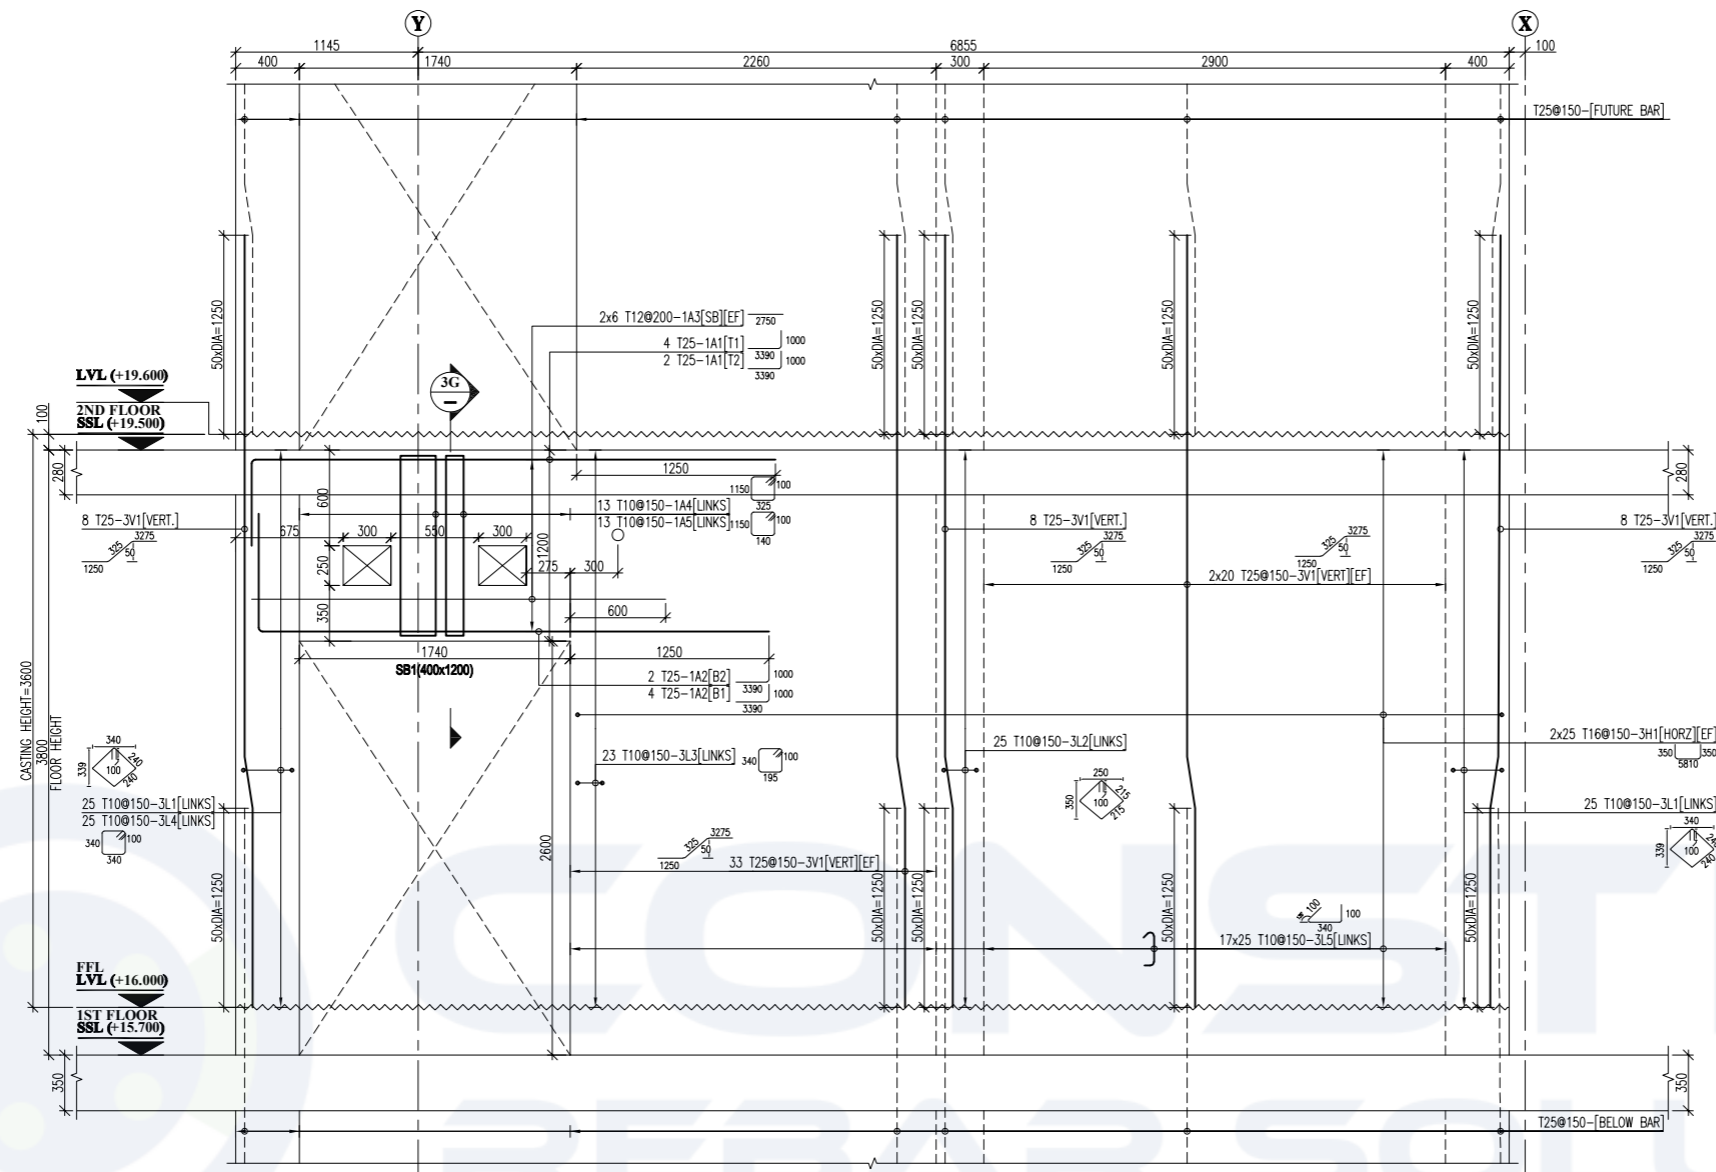 Y
X
1145
6855
100
400
1740
2260
300
2900
400
T25@150-[FUTURE BAR]
50xDIA=1250
50xDIA=1250
50xDIA=1250
50xDIA=1250
50xDIA=1250
2x6 T12@200-1A3[SB][EF]
2750
4 T25-1A1[T1]
3390
1000
2 T25-1A1[T2]
3390
1000
3G
LVL (+19.600)
2ND FLOOR
SSL (+19.500)
100
280
280
1250
1150
100
325
600
13 T10@150-1A4[LINKS]
13 T10@150-1A5[LINKS]
1150
100
140
8 T25-3V1[VERT.]
3275
325
50
1250
675
300
550
300
1200
250
275
300
350
600
8 T25-3V1[VERT.]
3275
325
50
1250
3275
325
50
1250
2x20 T25@150-3V1[VERT][EF]
8 T25-3V1[VERT.]
3275
325
50
1250
1740
1250
SB1(400x1200)
2 T25-1A2[B2]
3390
1000
4 T25-1A2[B1]
3390
1000
CASTING HEIGHT=3600
3800
FLOOR HEIGHT
340
339
240
100
240
25 T10@150-3L1[LINKS]
25 T10@150-3L4[LINKS]
340
100
340
23 T10@150-3L3[LINKS]
340
100
195
25 T10@150-3L2[LINKS]
250
350
215
100
215
2x25 T16@150-3H1[HORZ][EF]
350
350
5810
25 T10@150-3L1[LINKS]
340
339
100
240
2600
3275
325
50
1250
33 T25@150-3V1[VERT][EF]
50xDIA=1250
50xDIA=1250
50xDIA=1250
50xDIA=1250
50xDIA=1250
100
100
340
17x25 T10@150-3L5[LINKS]
FFL
LVL (+16.000)
1ST FLOOR
SSL (+15.700)
350
350
T25@150-[BELOW BAR]
CONST
REBAR SOLU